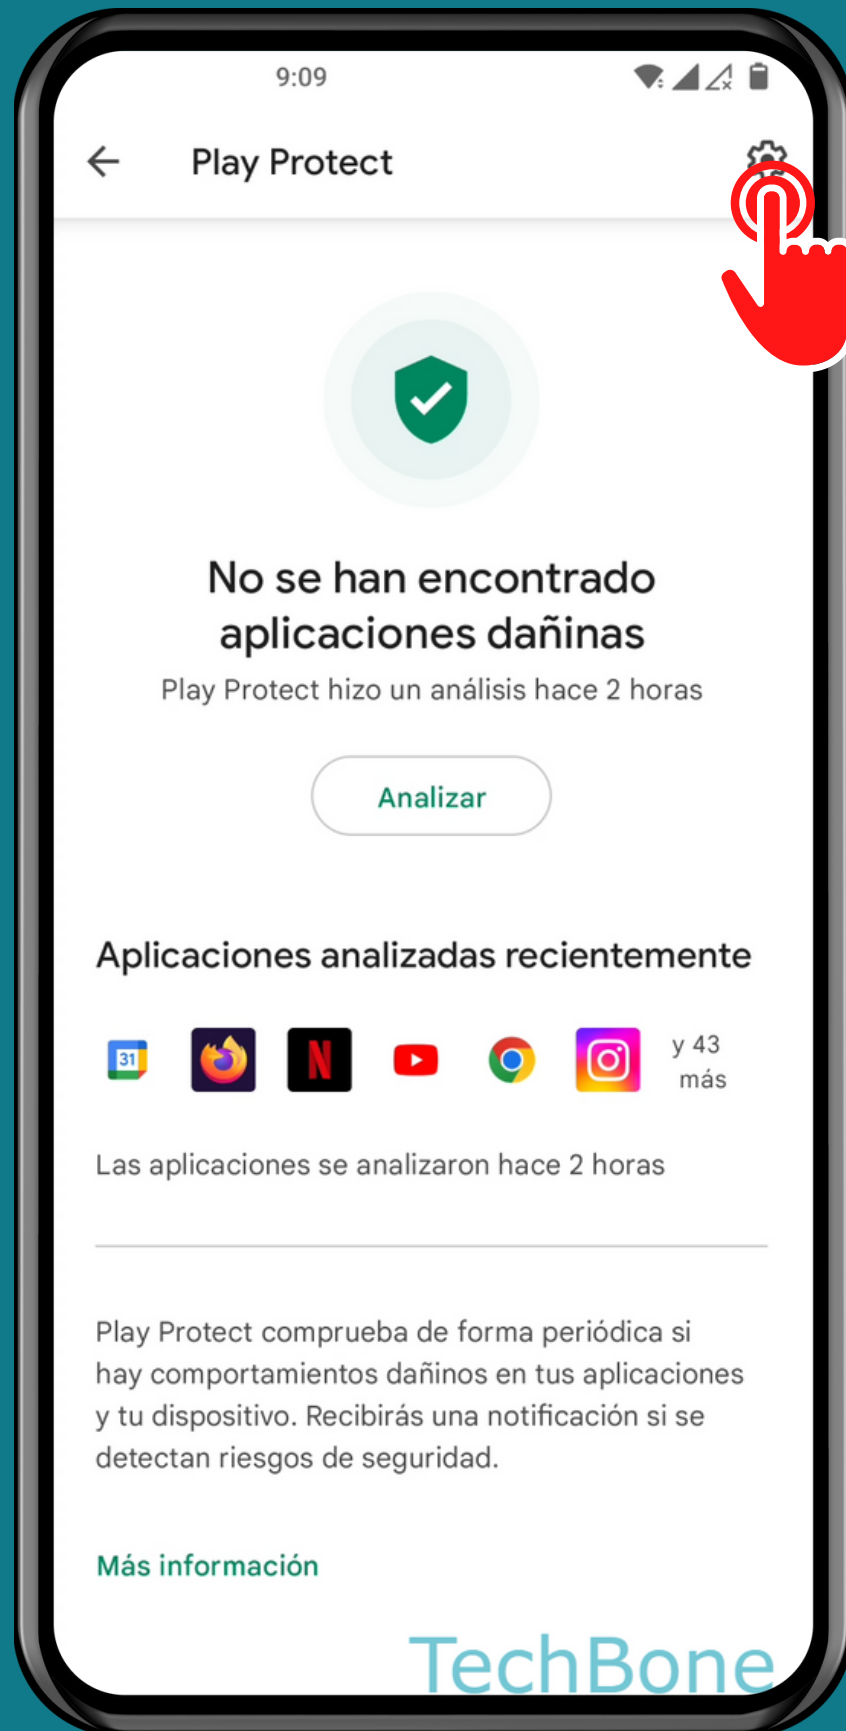 9:09
Play Protect
No se han encontrado
aplicaciones dañinas
Play Protect hizo un análisis hace 2 horas
Analizar
Aplicaciones analizadas recientemente
31
N
y 43
más
Las aplicaciones se analizaron hace 2 horas
Play Protect comprueba de forma periódica si
hay comportamientos dañinos en tus aplicaciones
y tu dispositivo. Recibirás una notificación si se
detectan riesgos de seguridad.
Más información
TechBone